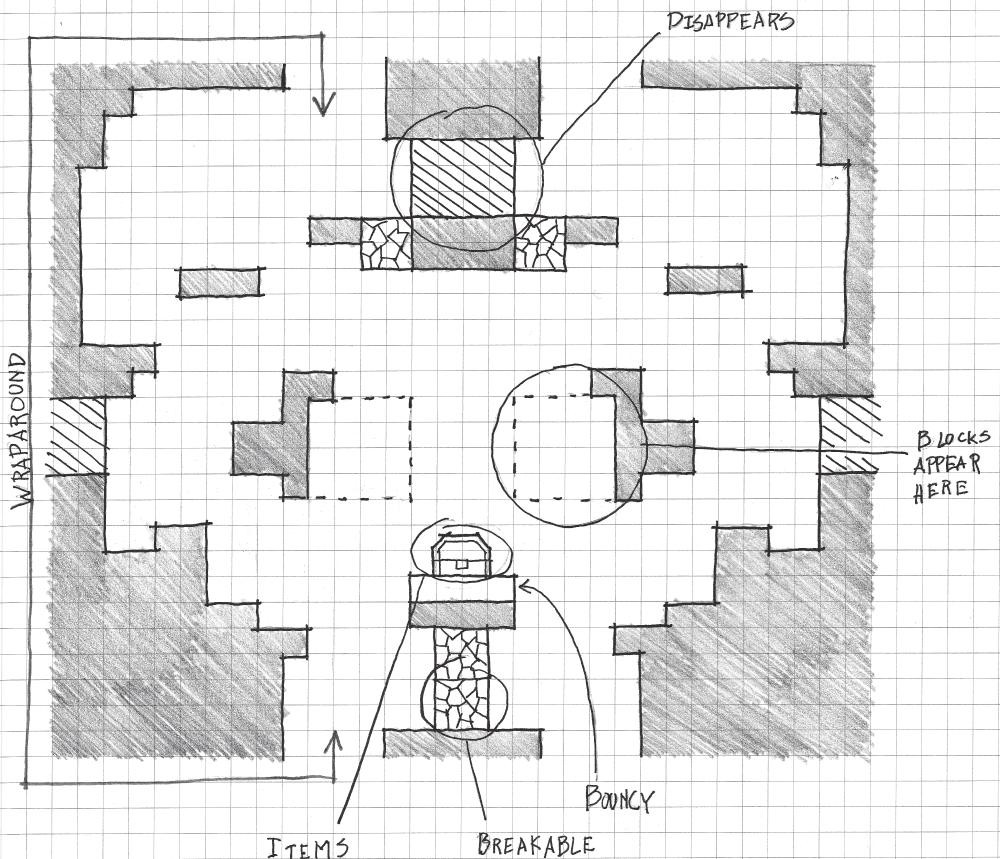 DISAPPEARS
WRAPAROUND
BLOCKS
APPEAR
HERE
BOUNCY
ITEMS
BREAKABLE